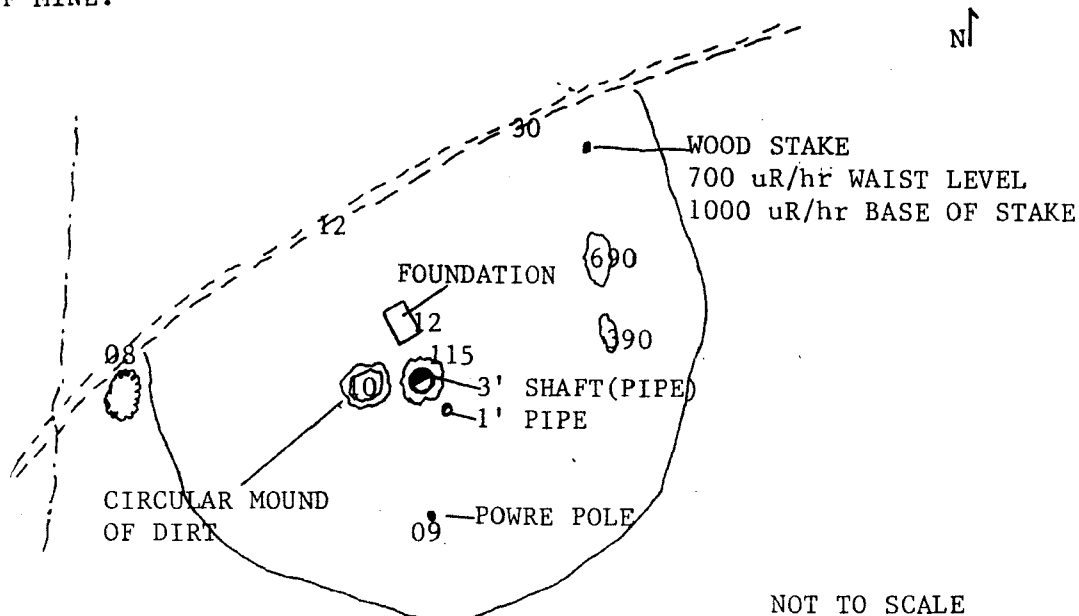 MINE.
N
30
WOOD STAKE
700 uR/hr WAIST LEVEL
1000 uR/hr BASE OF STAKE
12
690
FOUNDATION
12
390
08
115
10
3' SHAFT(PIPE)
1' PIPE
CIRCULAR MOUND
OF DIRT
POWRE POLE
09
NOT TO SCALE